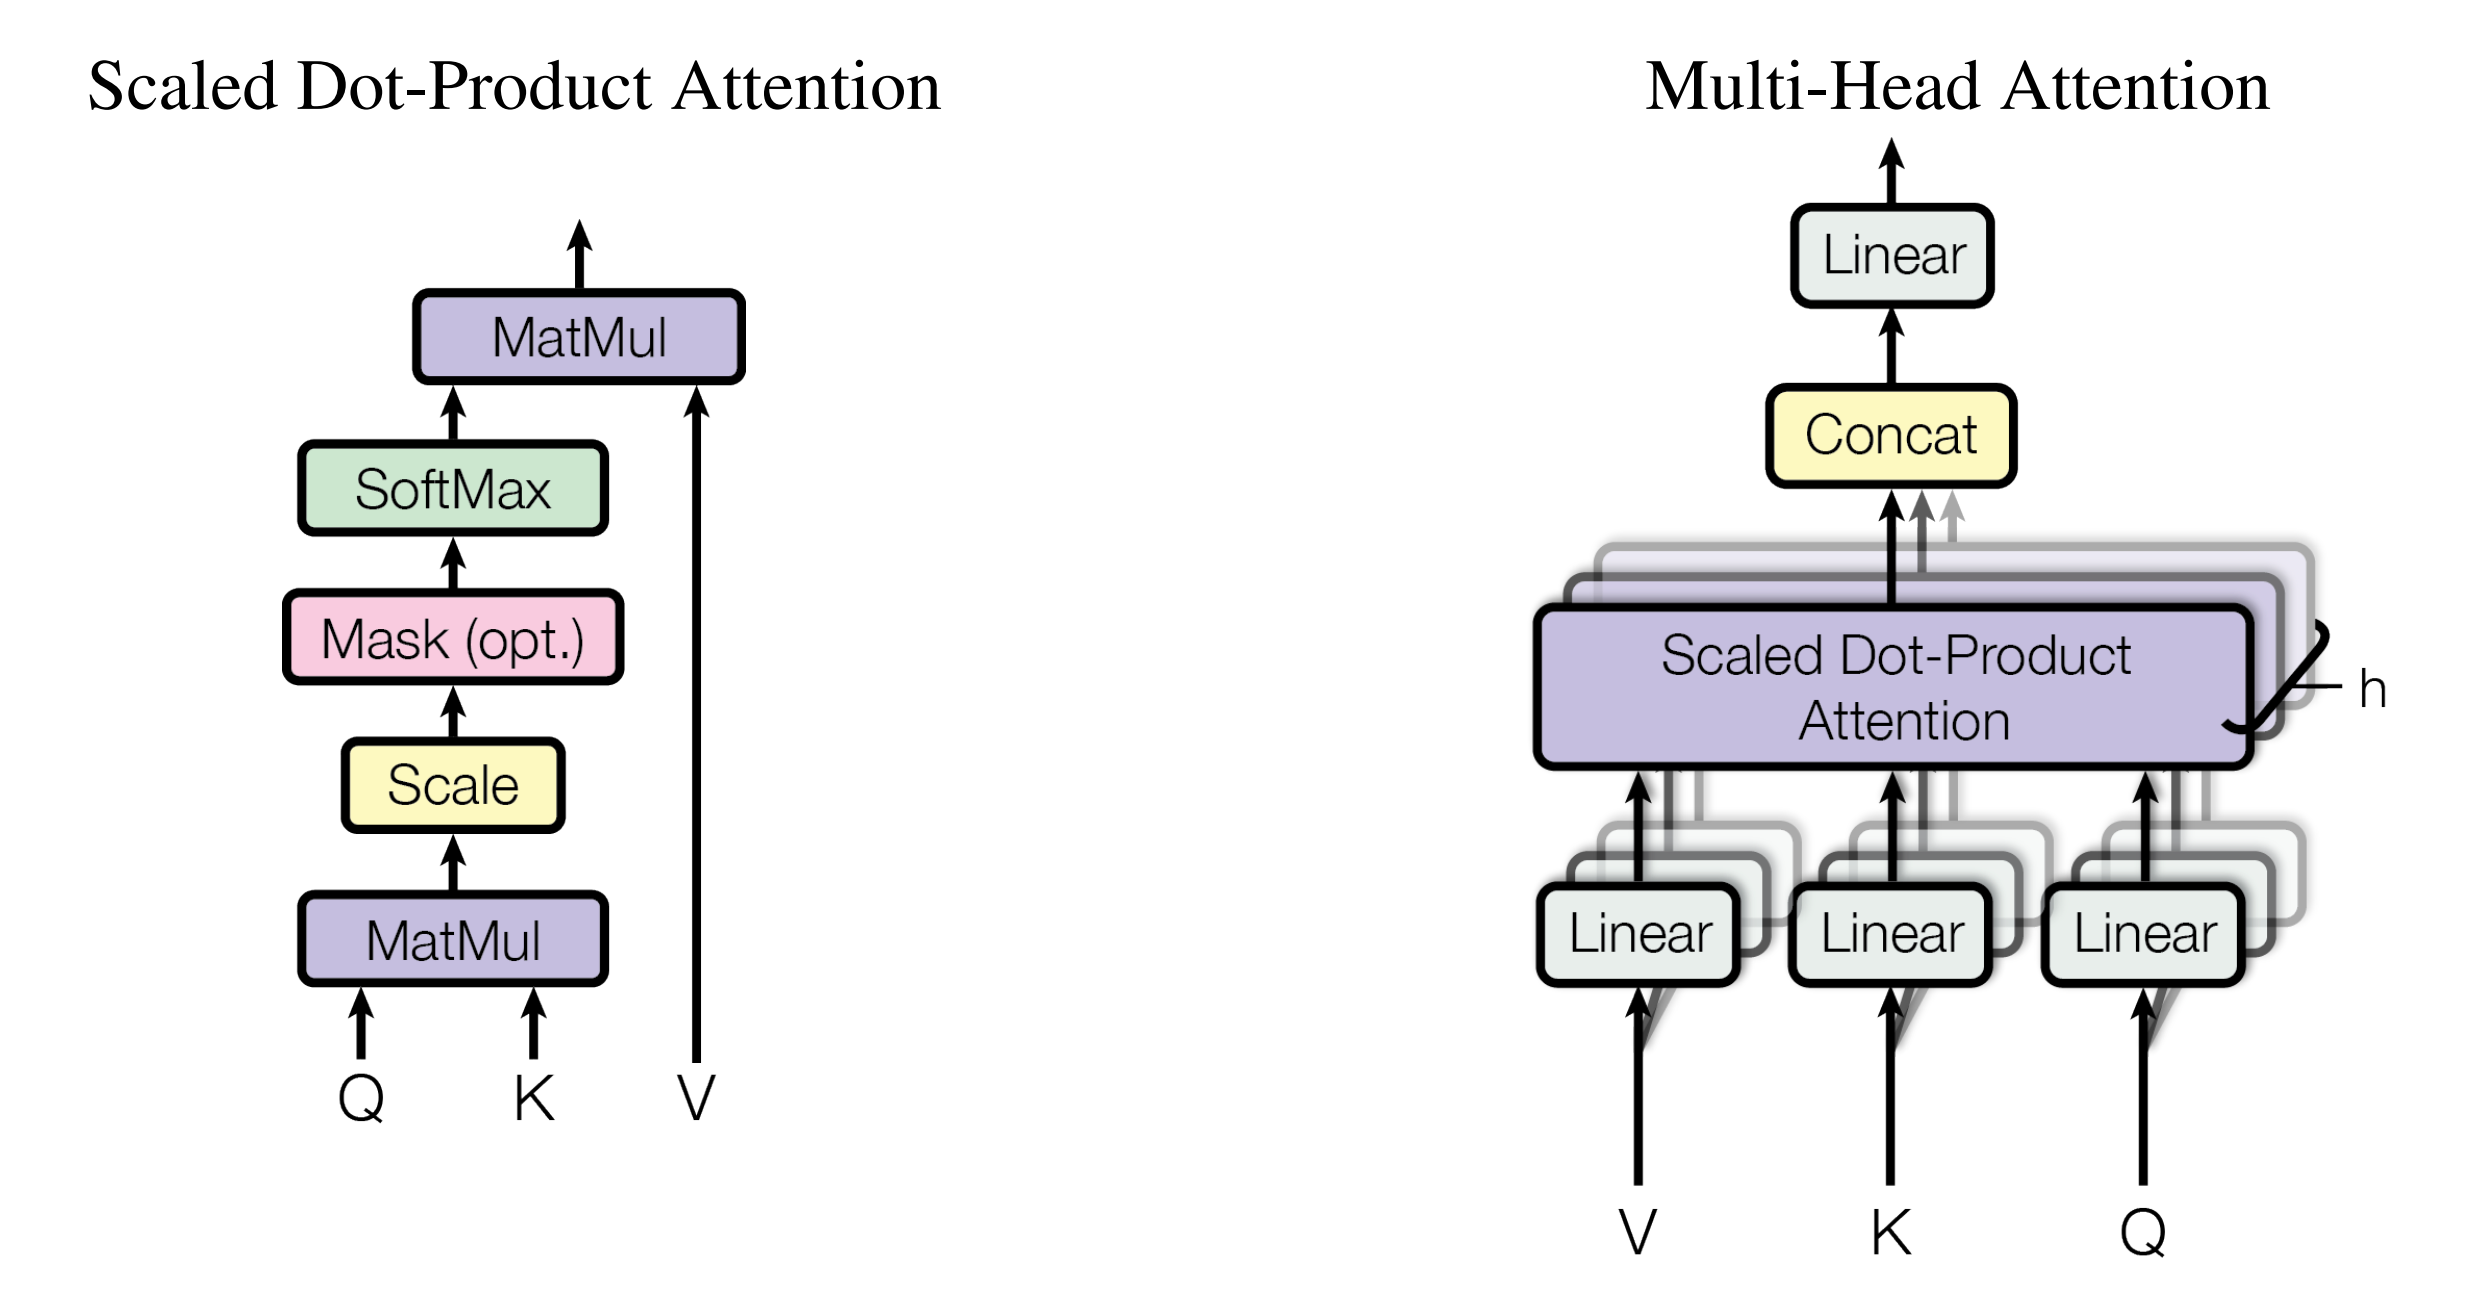 Scaled Dot-Product Attention
MatMul
SoftMax
Mask (opt.)
Scale
MatMul
Q K V
Multi-Head Attention
Linear
Concat
Scaled Dot-Product
Attention
h
Linear Linear Linear
V K Q